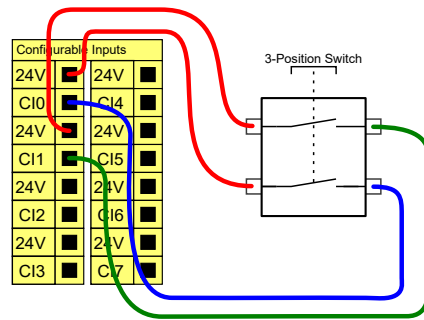 Configurable Inputs
24V 24V
CI0 CI4
24V 24V
CI1 CI5
24V 24V
CI2 CI6
24V 24V
CI3 CI7
3-Position Switch